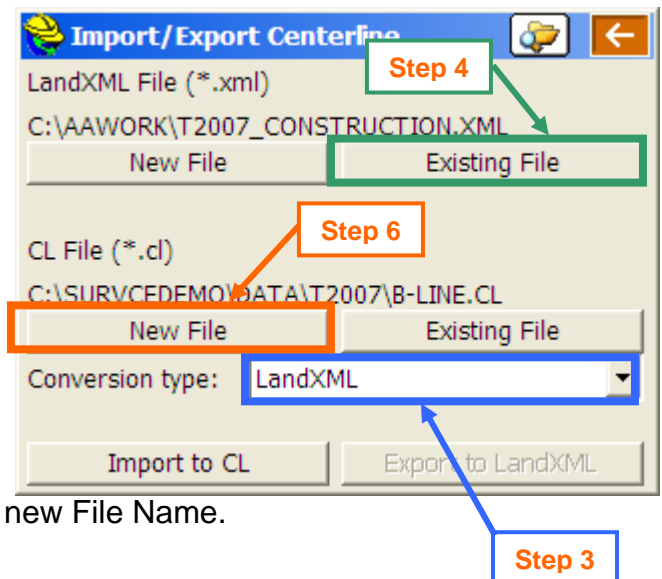 Import/Export Centerline
Step 4
LandXML File (*.xml)
C:\AAWORK\T2007_CONSTRUCTION.XML
New File
Existing File
Step 6
CL File (*.cl)
C:\SURVCEDEMO\DATA\T2007\B-LINE.CL
New File
Existing File
Conversion type:
LandXML
Import to CL
Export to LandXML
new File Name.
Step 3